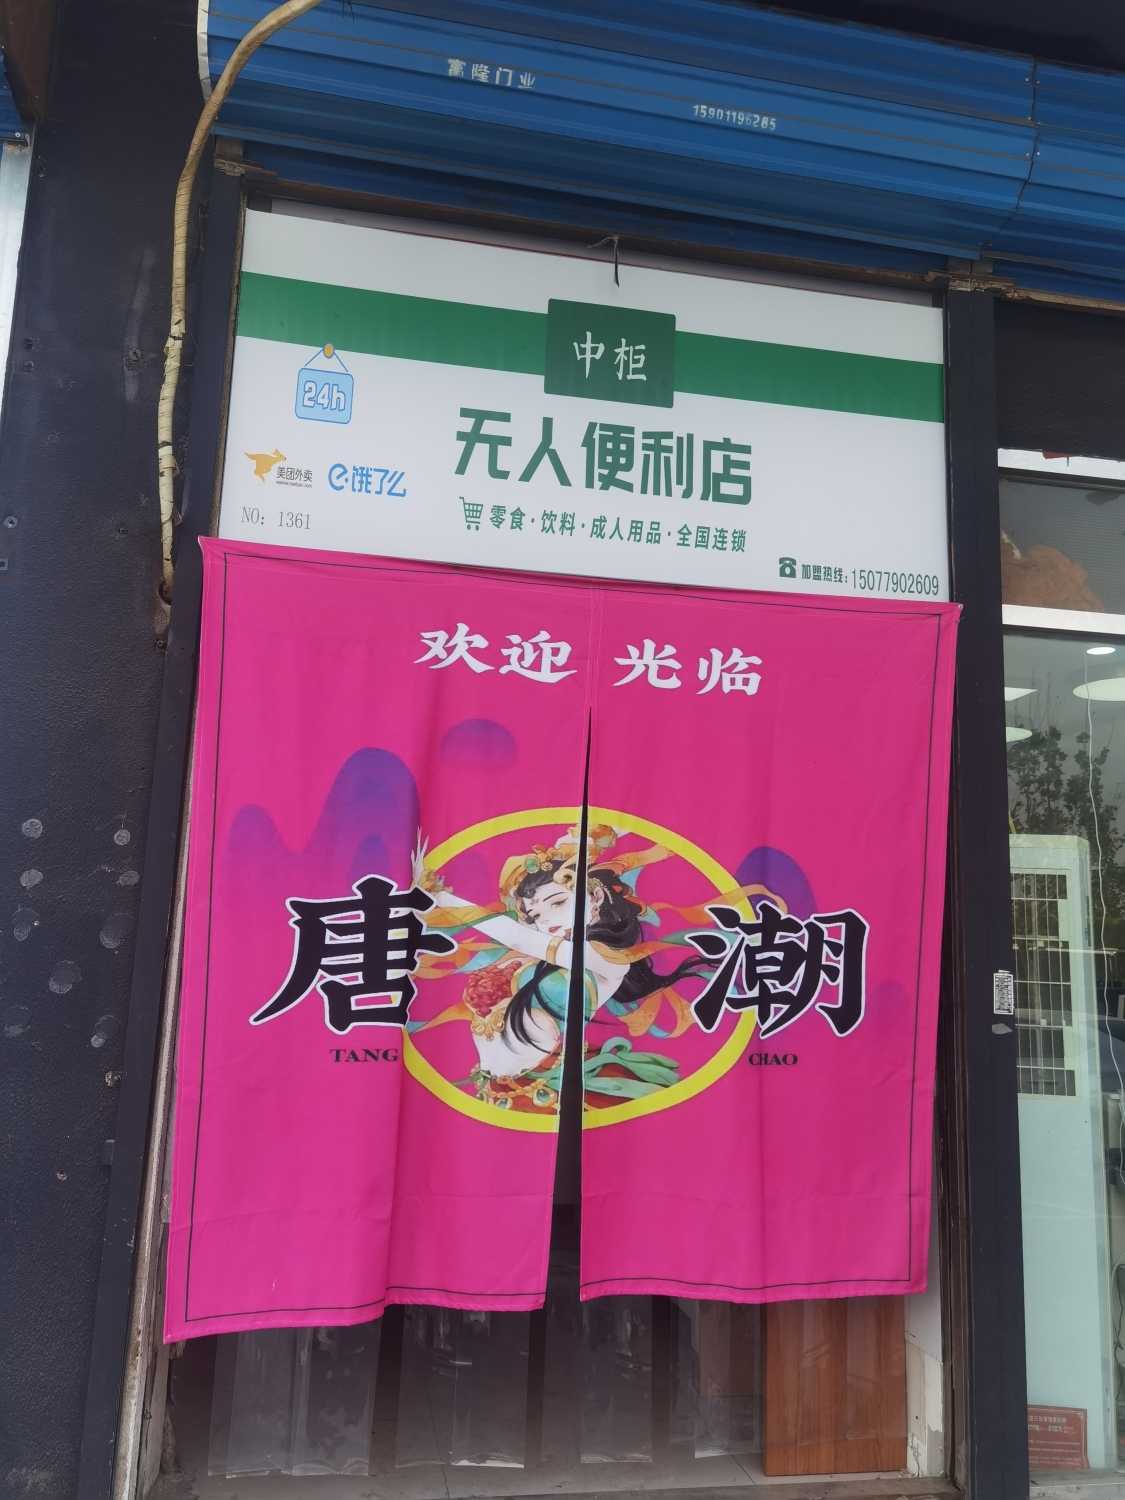 富隆门业
15901196285
中柜
24h
无人便利店
美团外卖
饿了么
零食·饮料·成人用品·全国连锁
NO: 1361
加盟热线:15077902609
欢迎光临
唐潮
TANG CHAO